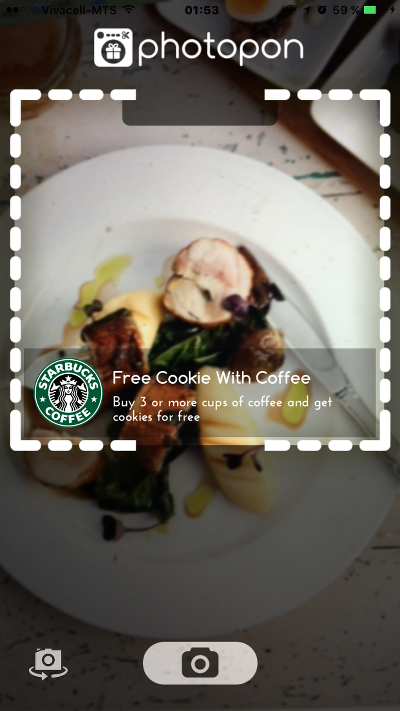 Vivacell-MTS
01:53
59 %
photopon
STARBUCKS
COFFEE
Free Cookie With Coffee
Buy 3 or more cups of coffee and get
cookies for free